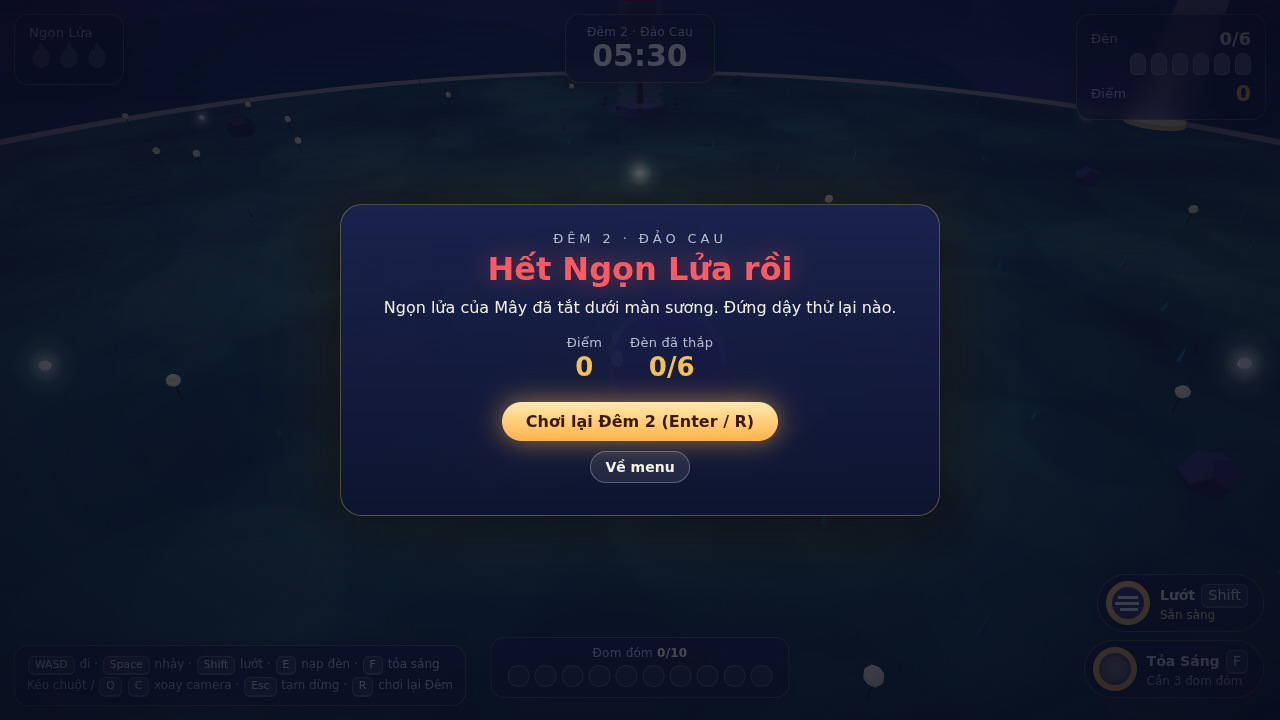 Ngọn Lửa
Đêm 2 · Đảo Cau
05:30
Đèn 0/6
Điểm 0
ĐÊM 2 · ĐẢO CAU
Hết Ngọn Lửa rồi
Ngọn lửa của Mây đã tắt dưới màn sương. Đứng dậy thử lại nào.
Điểm Đèn đã thắp
0 0/6
Chơi lại Đêm 2 (Enter / R)
Về menu
Lướt Shift
Sẵn sàng
Tỏa Sáng F
Cần 3 đom đóm
Đom đóm 0/10
WASD đi · Space nhảy · Shift lướt · E nạp đèn · F tỏa sáng
Kéo chuột / Q C xoay camera · Esc tạm dừng · R chơi lại Đêm